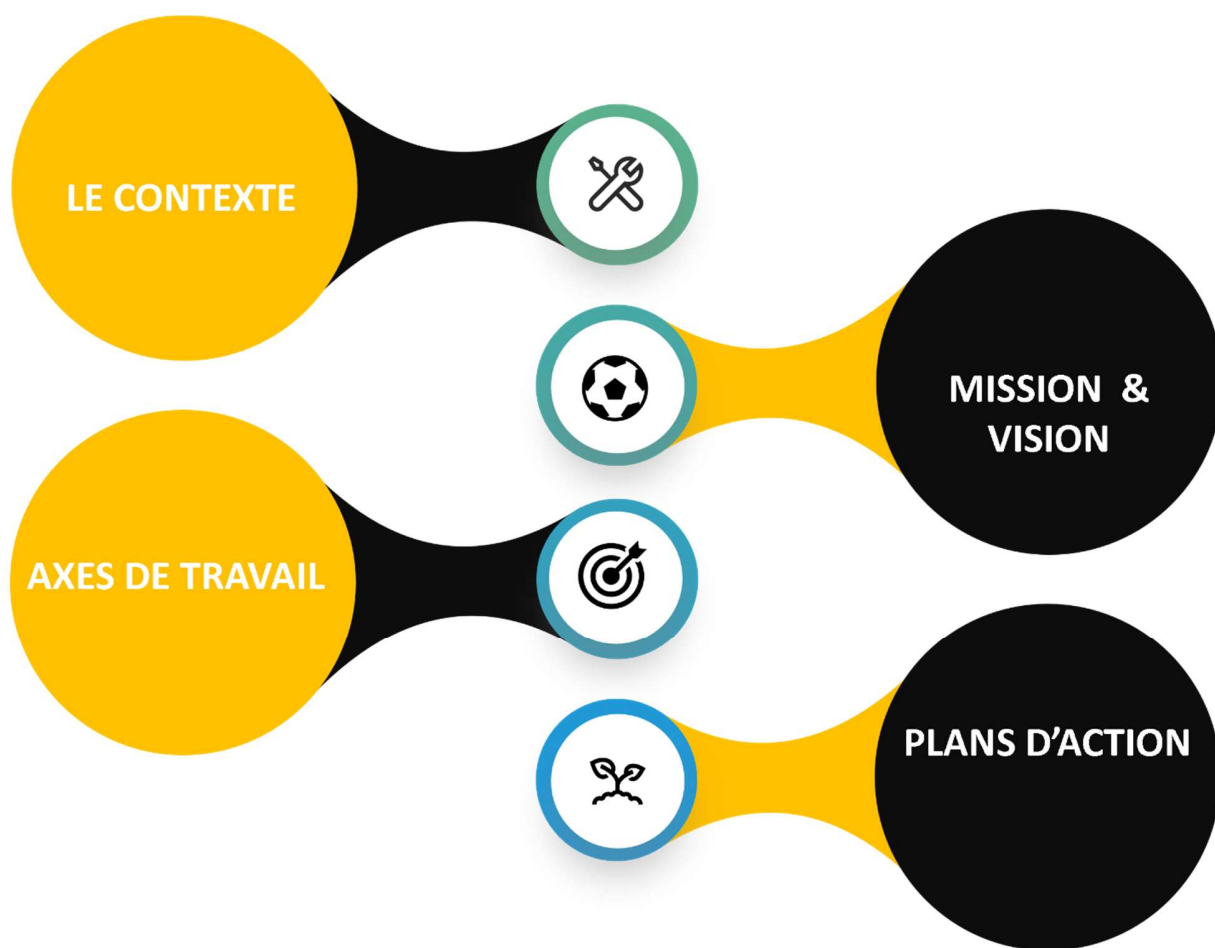 LE CONTEXTE
MISSION &
VISION
AXES DE TRAVAIL
PLANS D’ACTION